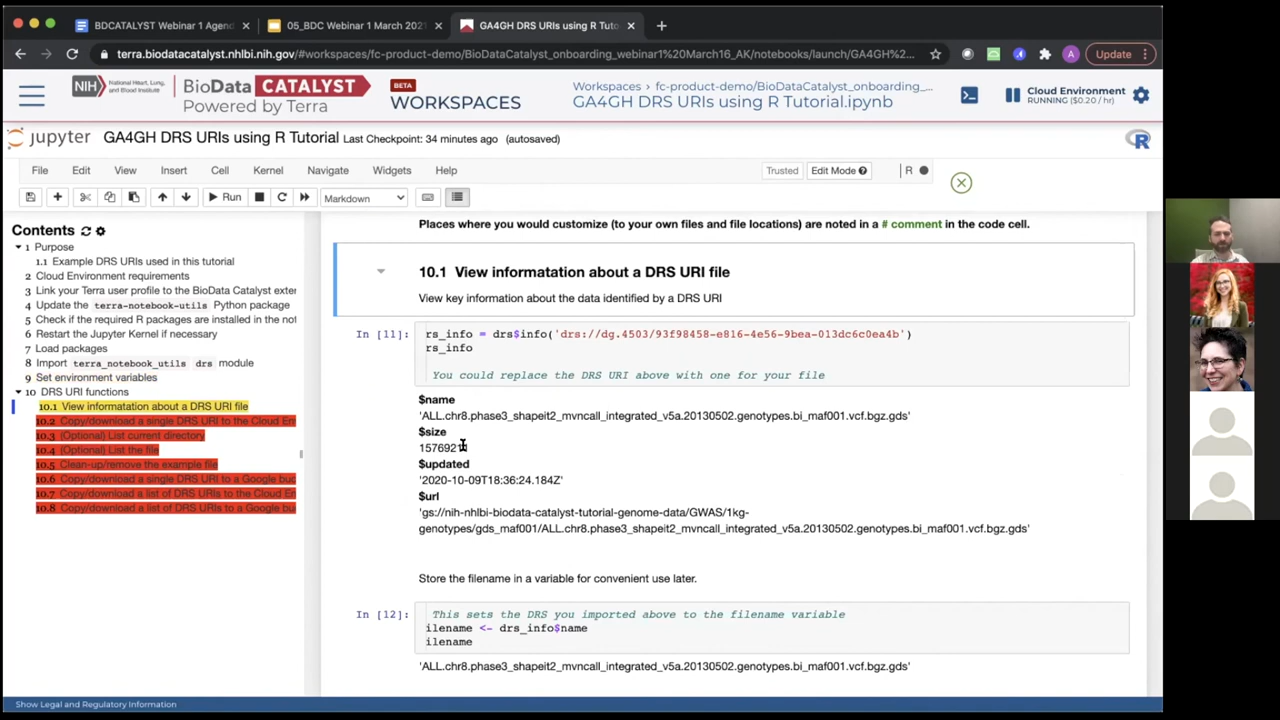 BDCATALYST Webinar 1 Agend
05_BDC Webinar 1 March 2021
GA4GH DRS URIs using R Tuto
terra.biodatacatalyst.nhlbi.nih.gov/#workspaces/fc-product-demo/BioDataCatalyst_onboarding_webinar1%20March16_AK/notebooks/launch/GA4GH%2...
A
Update
NIH
National Heart, Lung,
and Blood Institute
BioData CATALYST
Powered by Terra
BETA
WORKSPACES
Workspaces > fc-product-demo/BioDataCatalyst_onboarding_...
GA4GH DRS URIs using R Tutorial.ipynb
Cloud Environment
RUNNING ($0.20 / hr)
jupyter GA4GH DRS URIs using R Tutorial Last Checkpoint: 34 minutes ago (autosaved)
R
File Edit View Insert Cell Kernel Navigate Widgets Help
Trusted Edit Mode R
Run Markdown
Contents
1 Purpose
1.1 Example DRS URIs used in this tutorial
2 Cloud Environment requirements
3 Link your Terra user profile to the BioData Catalyst exter
4 Update the terra-notebook-utils Python package
5 Check if the required R packages are installed in the not
6 Restart the Jupyter Kernel if necessary
7 Load packages
8 Import terra_notebook_utils drs module
9 Set environment variables
10 DRS URI functions
10.1 View informatation about a DRS URI file
10.2 Copy/download a single DRS URI to the Cloud En
10.3 (Optional) List current directory
10.4 (Optional) List the file
10.5 Clean-up/remove the example file
10.6 Copy/download a single DRS URI to a Google buc
10.7 Copy/download a list of DRS URIs to the Cloud En
10.8 Copy/download a list of DRS URIs to a Google bu
Places where you would customize (to your own files and file locations) are noted in a # comment in the code cell.
10.1 View informatation about a DRS URI file
View key information about the data identified by a DRS URI
In [11]: rs_info = drs$info('drs://dg.4503/93f98458-e816-4e56-9bea-013dc6c0ea4b')
rs_info
You could replace the DRS URI above with one for your file
$name
'ALL.chr8.phase3_shapeit2_mvncall_integrated_v5a.20130502.genotypes.bi_maf001.vcf.bgz.gds'
$size
$updated
'2020-10-09T18:36:24.184Z'
$url
'gs://nih-nhlbi-biodata-catalyst-tutorial-genome-data/GWAS/1kg-
genotypes/gds_maf001/ALL.chr8.phase3_shapeit2_mvncall_integrated_v5a.20130502.genotypes.bi_maf001.vcf.bgz.gds'
Store the filename in a variable for convenient use later.
In [12]: This sets the DRS you imported above to the filename variable
ilename <- drs_info$name
ilename
'ALL.chr8.phase3_shapeit2_mvncall_integrated_v5a.20130502.genotypes.bi_maf001.vcf.bgz.gds'
Show Legal and Regulatory Information